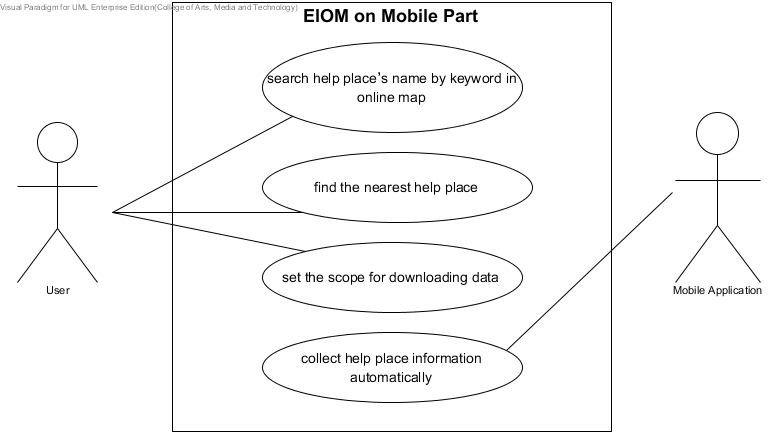 Visual Paradigm for UML Enterprise Edition(College of Arts, Media and Technology)
EIOM on Mobile Part
search help place's name by keyword in
online map
find the nearest help place
set the scope for downloading data
User
Mobile Application
collect help place information
automatically